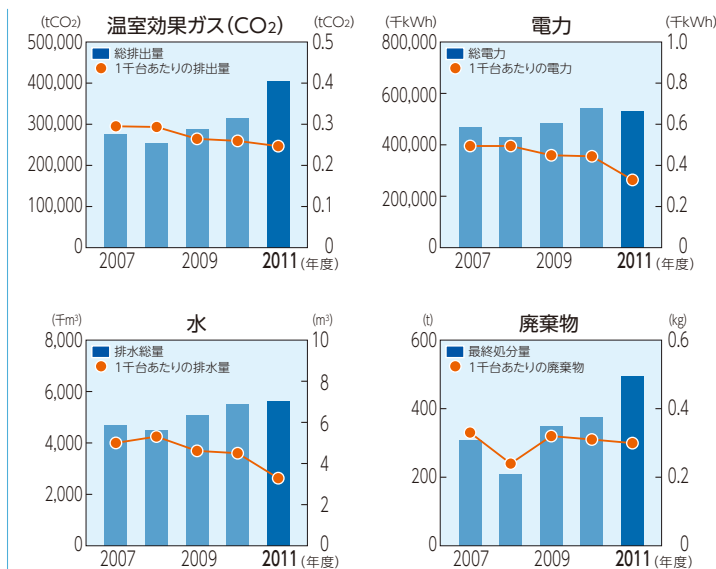 温室効果ガス(CO₂)
(tCO₂)
(tCO₂)
総排出量
1千台あたりの排出量
500,000
400,000
300,000
200,000
100,000
0
0.5
0.4
0.3
0.2
0.1
0
2007
2009
2011 (年度)
電力
(千kWh)
(千kWh)
総電力
1千台あたりの電力
800,000
600,000
400,000
200,000
0
1.0
0.8
0.6
0.4
0.2
0
2007
2009
2011 (年度)
水
(千m³)
(m³)
排水総量
1千台あたりの排水量
8,000
6,000
4,000
2,000
0
10
8
6
4
2
0
2007
2009
2011 (年度)
廃棄物
(t)
(kg)
最終処分量
1千台あたりの廃棄物
600
400
200
0
0.6
0.4
0.2
0.0
2007
2009
2011 (年度)